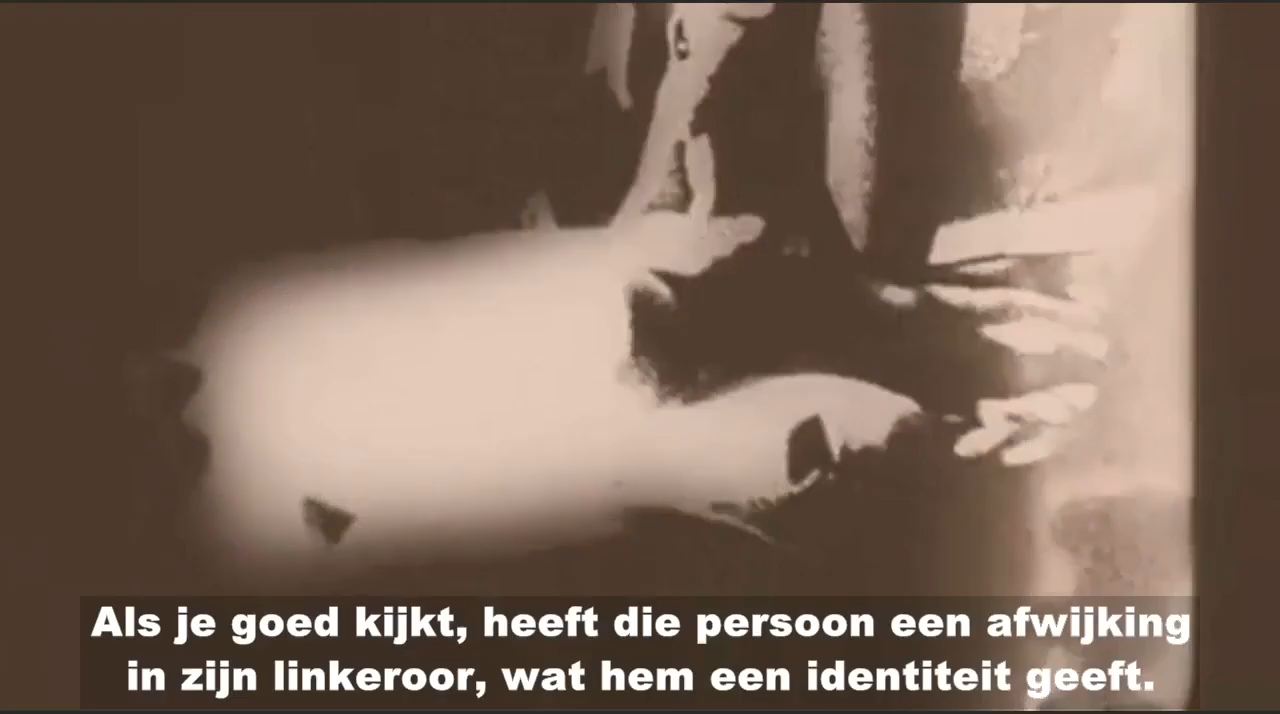 Als je goed kijkt, heeft die persoon een afwijking
in zijn linkeroor, wat hem een identiteit geeft.